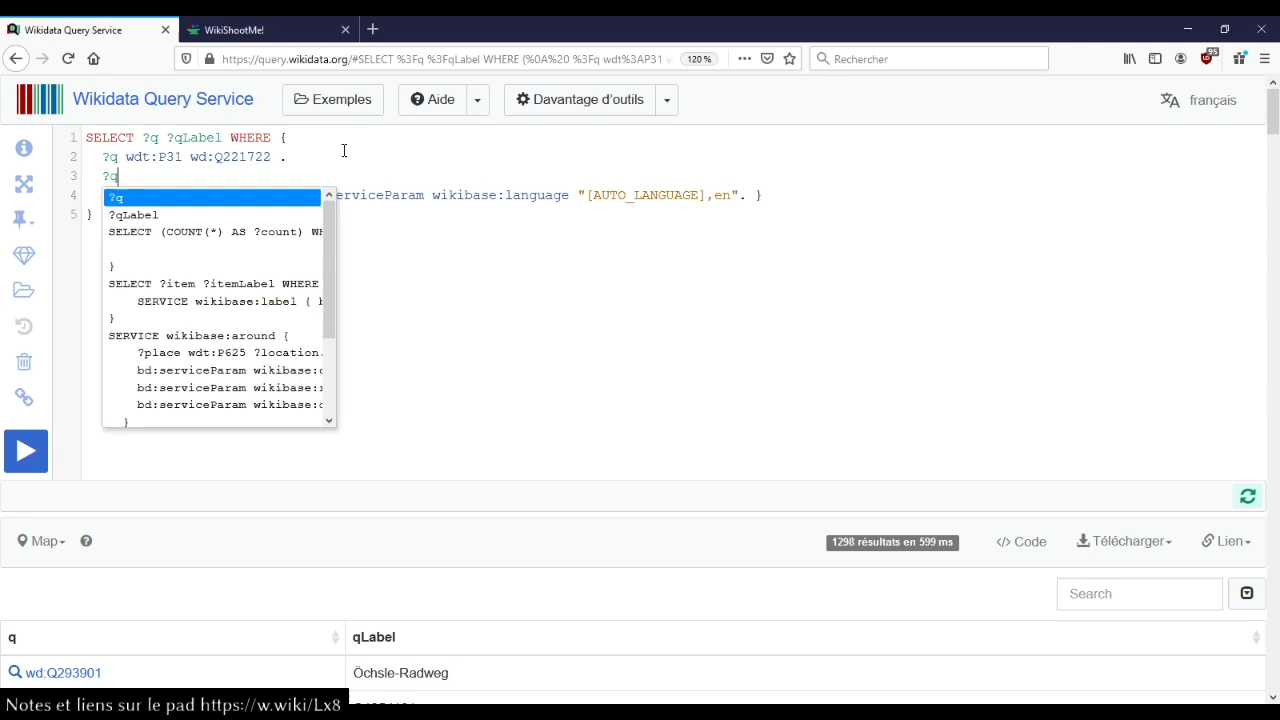 Wikidata Query Service
WikiShootMe!
https://query.wikidata.org/#SELECT %3Fq %3FqLabel WHERE {%0A%20 %3Fq wdt%3AP31 w
120 %
Rechercher
95
Wikidata Query Service
Exemples
Aide
Davantage d'outils
français
1 SELECT ?q ?qLabel WHERE {
2 ?q wdt:P31 wd:Q221722 .
3 ?q
4 erviceParam wikibase:language "[AUTO_LANGUAGE],en". }
5 }
?q
?qLabel
SELECT (COUNT(*) AS ?count) WH
}
SELECT ?item ?itemLabel WHERE
SERVICE wikibase:label { b
}
SERVICE wikibase:around {
?place wdt:P625 ?location.
bd:serviceParam wikibase:c
bd:serviceParam wikibase:r
bd:serviceParam wikibase:c
}
Map
1298 résultats en 599 ms
</> Code
Télécharger
Lien
Search
q
qLabel
wd:Q293901
Öchsle-Radweg
Notes et liens sur le pad https://w.wiki/Lx8